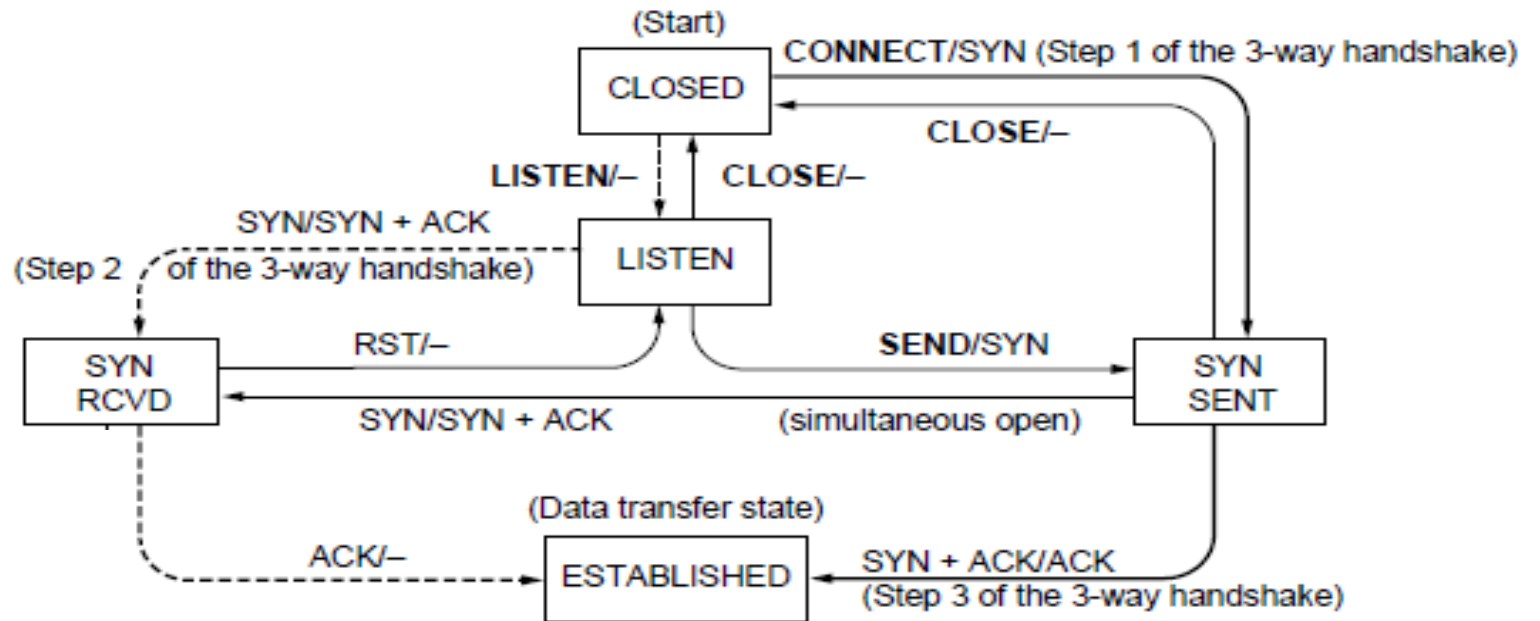 (Start)
CONNECT/SYN (Step 1 of the 3-way handshake)
CLOSED
CLOSE/–
LISTEN/–
CLOSE/–
SYN/SYN + ACK
(Step 2 of the 3-way handshake)
LISTEN
RST/–
SEND/SYN
SYN
RCVD
SYN
SENT
SYN/SYN + ACK
(simultaneous open)
(Data transfer state)
ACK/–
ESTABLISHED
SYN + ACK/ACK
(Step 3 of the 3-way handshake)